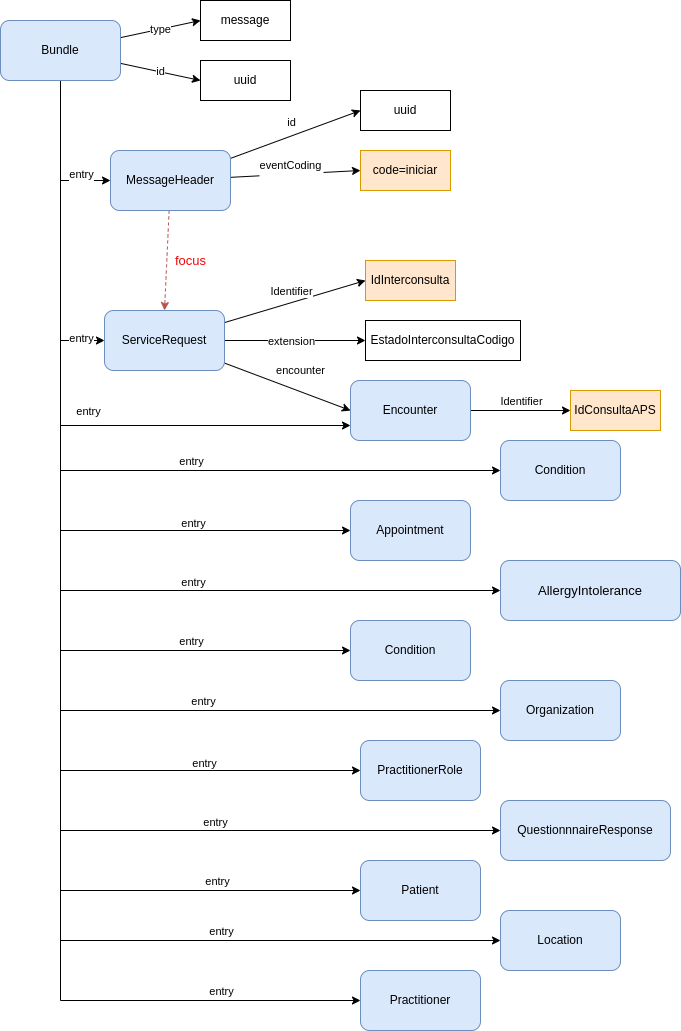 message
type
Bundle
id
uuid
uuid
id
eventCoding
code=iniciar
entry
MessageHeader
focus
Identifier
IdInterconsulta
entry
ServiceRequest
extension
EstadoInterconsultaCodigo
encounter
entry
Encounter
Identifier
IdConsultaAPS
entry
Condition
entry
Appointment
entry
AllergyIntolerance
entry
Condition
entry
Organization
entry
PractitionerRole
entry
QuestionnnaireResponse
entry
Patient
entry
Location
entry
Practitioner